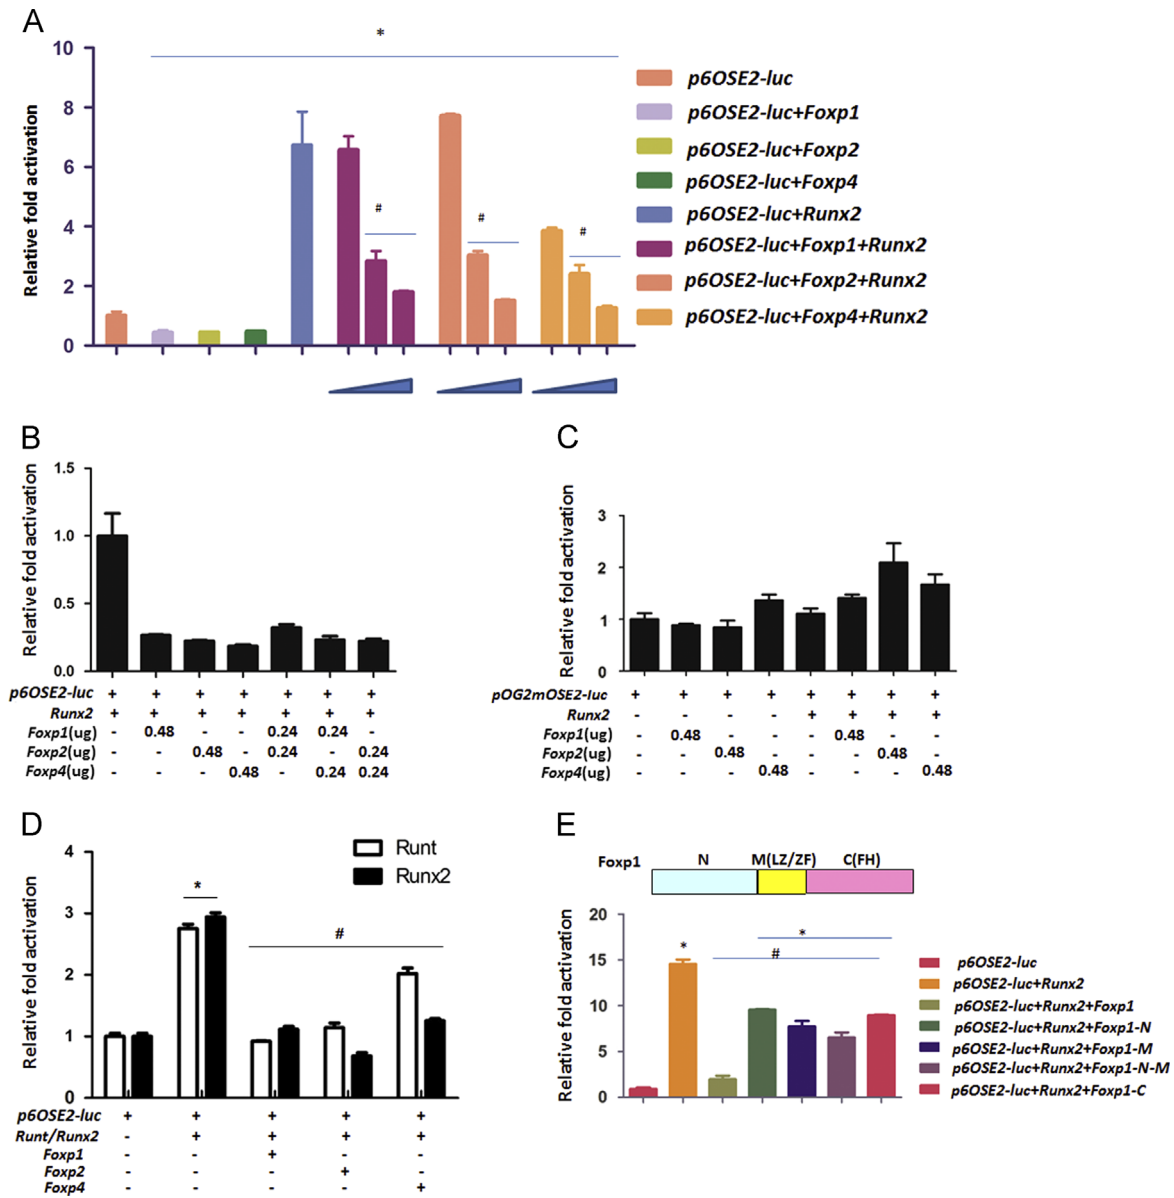 A
*
10
8
6
4
2
0
Relative fold activation
#
#
#
p6OSE2-luc
p6OSE2-luc+Foxp1
p6OSE2-luc+Foxp2
p6OSE2-luc+Foxp4
p6OSE2-luc+Runx2
p6OSE2-luc+Foxp1+Runx2
p6OSE2-luc+Foxp2+Runx2
p6OSE2-luc+Foxp4+Runx2
B
Relative fold activation
1.5
1.0
0.5
0.0
p6OSE2-luc + + + + + + +
Runx2 + + + + + + +
Foxp1(ug) - 0.48 - - 0.24 0.24 -
Foxp2(ug) - - 0.48 - 0.24 - 0.24
Foxp4(ug) - - - 0.48 - 0.24 0.24
C
Relative fold activation
3
2
1
0
pOG2mOSE2-luc + + + + + + + +
Runx2 - - - - + + + +
Foxp1(ug) - 0.48 - - - 0.48 - -
Foxp2(ug) - - 0.48 - - - 0.48 -
Foxp4(ug) - - - 0.48 - - - 0.48
D
Relative fold activation
4
3
2
1
0
Runt
Runx2
*
#
p6OSE2-luc + + + + +
Runt/Runx2 - + + + +
Foxp1 - - + - -
Foxp2 - - - + -
Foxp4 - - - - +
E
Foxp1 N M(LZ/ZF) C(FH)
Relative fold activation
20
15
10
5
0
*
*
#
p6OSE2-luc
p6OSE2-luc+Runx2
p6OSE2-luc+Runx2+Foxp1
p6OSE2-luc+Runx2+Foxp1-N
p6OSE2-luc+Runx2+Foxp1-M
p6OSE2-luc+Runx2+Foxp1-N-M
p6OSE2-luc+Runx2+Foxp1-C